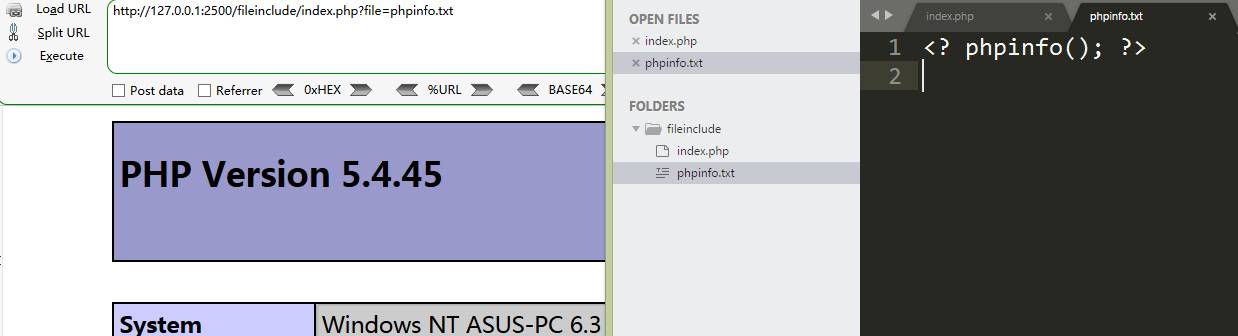 Load URL
http://127.0.0.1:2500/fileinclude/index.php?file=phpinfo.txt
Split URL
Execute
Post data Referrer 0xHEX %URL BASE64
PHP Version 5.4.45
System Windows NT ASUS-PC 6.3
OPEN FILES
index.php
phpinfo.txt
FOLDERS
fileinclude
index.php
phpinfo.txt
index.php phpinfo.txt
1 <? phpinfo(); ?>
2